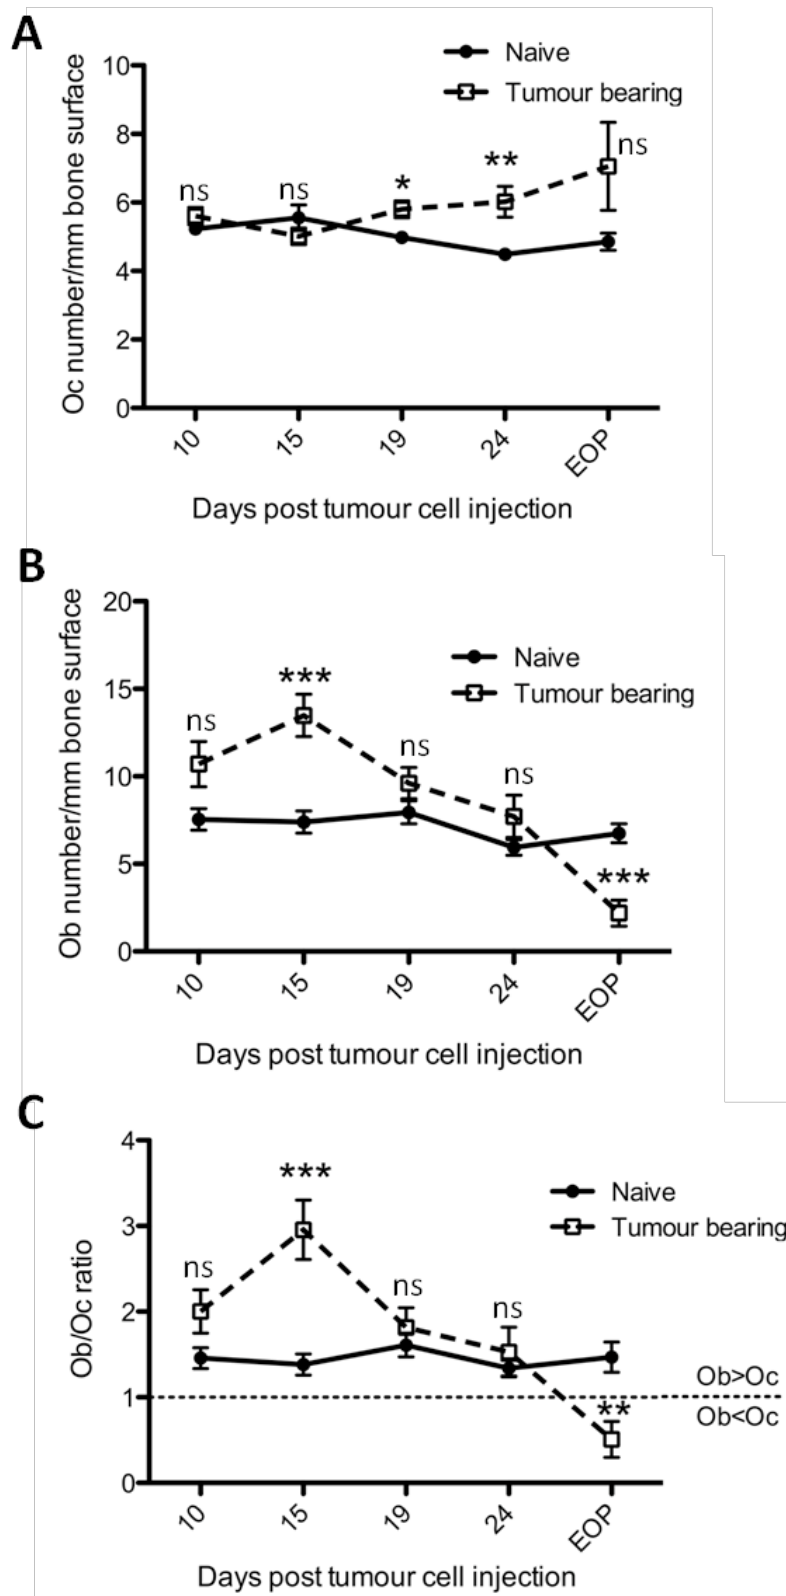 A
Naive
Tumour bearing
Oc number/mm bone surface
10
8
6
4
2
0
ns
ns
*
**
ns
10
15
19
24
EOP
Days post tumour cell injection
B
Naive
Tumour bearing
Ob number/mm bone surface
20
15
10
5
0
ns
***
ns
ns
***
10
15
19
24
EOP
Days post tumour cell injection
C
Naive
Tumour bearing
Ob/Oc ratio
4
3
2
1
0
ns
***
ns
ns
**
Ob>Oc
Ob<Oc
10
15
19
24
EOP
Days post tumour cell injection